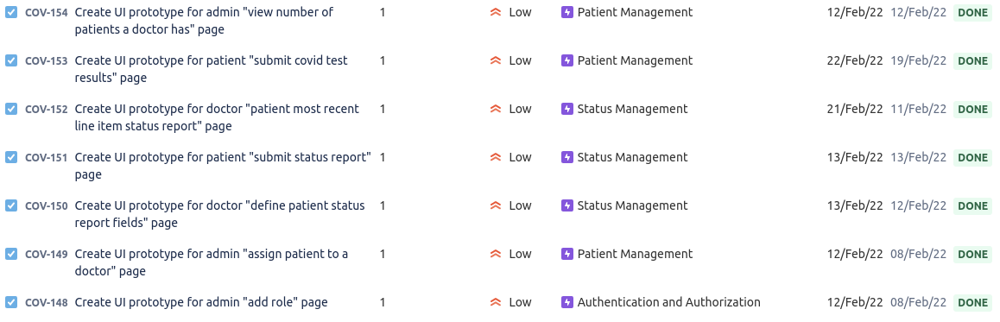 COV-154 Create UI prototype for admin "view number of 1 Low Patient Management 12/Feb/22 12/Feb/22 DONE
patients a doctor has" page
COV-153 Create UI prototype for patient "submit covid test 1 Low Patient Management 22/Feb/22 19/Feb/22 DONE
results" page
COV-152 Create UI prototype for doctor "patient most recent 1 Low Status Management 21/Feb/22 11/Feb/22 DONE
line item status report" page
COV-151 Create UI prototype for patient "submit status report" 1 Low Status Management 13/Feb/22 13/Feb/22 DONE
page
COV-150 Create UI prototype for doctor "define patient status 1 Low Status Management 13/Feb/22 12/Feb/22 DONE
report fields" page
COV-149 Create UI prototype for admin "assign patient to a 1 Low Patient Management 12/Feb/22 08/Feb/22 DONE
doctor" page
COV-148 Create UI prototype for admin "add role" page 1 Low Authentication and Authorization 12/Feb/22 08/Feb/22 DONE